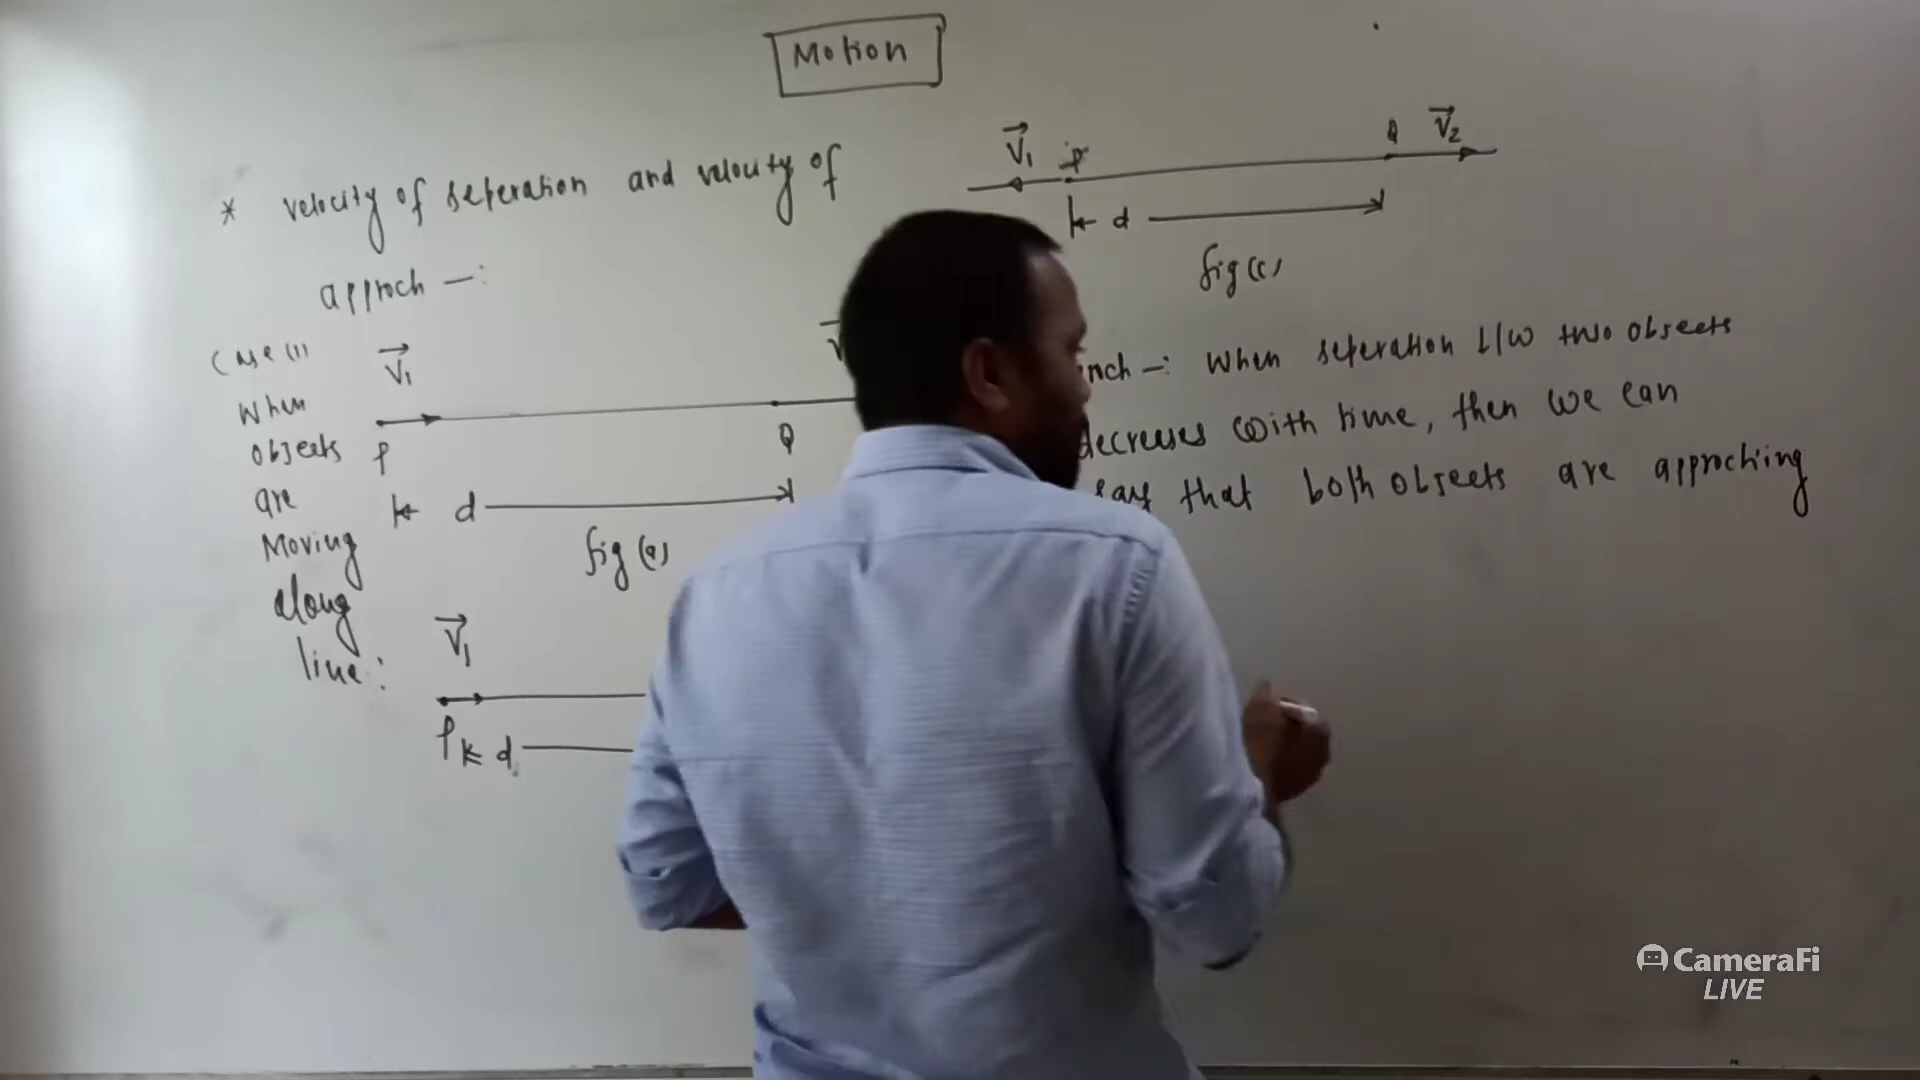 Motion
* velocity of seperation and velocity of
approch -:
Case (1)
When
objects
are
Moving
along
line:
V1
P
Q
d
fig (a)
V1
P
d
V1 P Q V2
d
fig (c)
When seperation b/w two objects
decreases with time, then we can
say that both objects are approching
CameraFi
LIVE